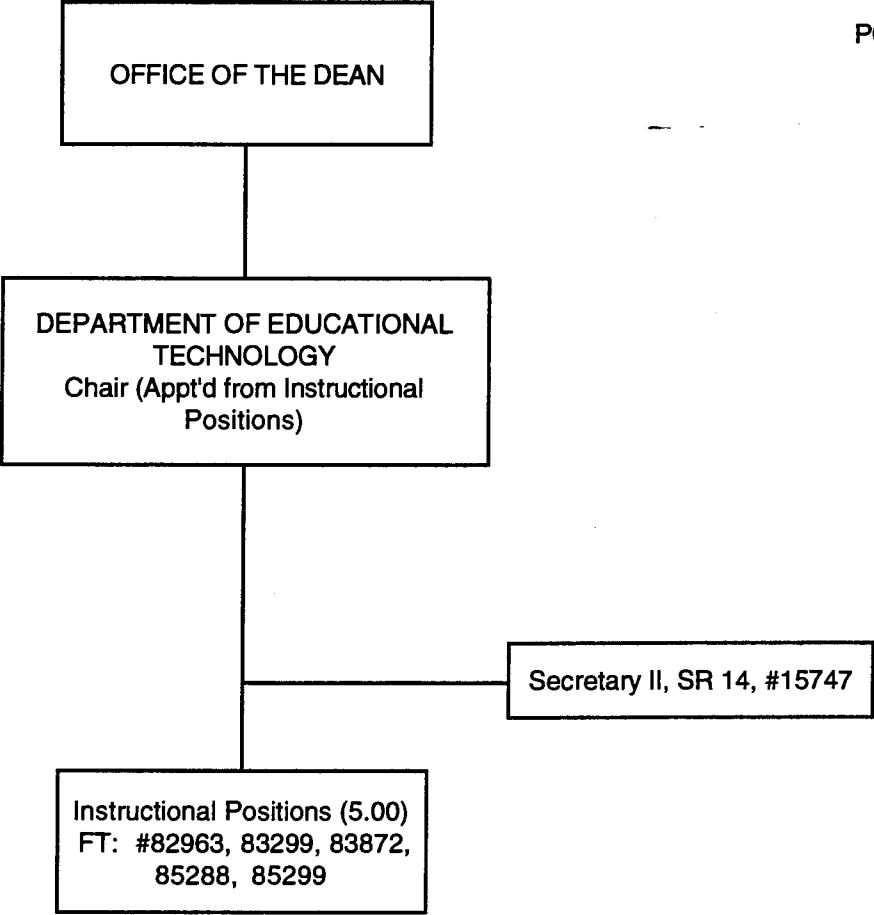 OFFICE OF THE DEAN
DEPARTMENT OF EDUCATIONAL
TECHNOLOGY
Chair (Appt'd from Instructional
Positions)
Secretary II, SR 14, #15747
Instructional Positions (5.00)
FT: #82963, 83299, 83872,
85288, 85299